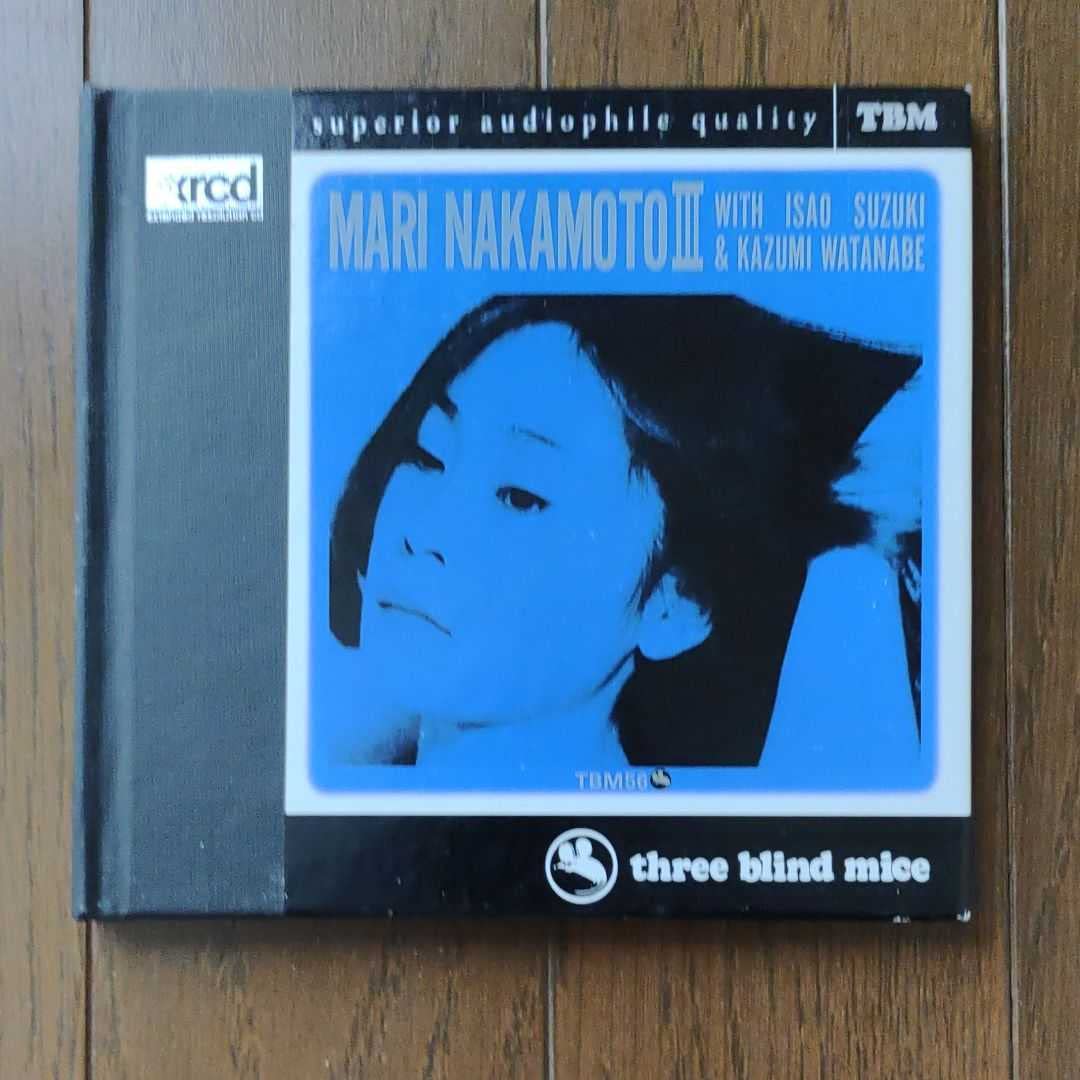 superior audiophile quality | TBM
xrcd
MARI NAKAMOTO III WITH ISAO SUZUKI
& KAZUMI WATANABE
TBM56
three blind mice